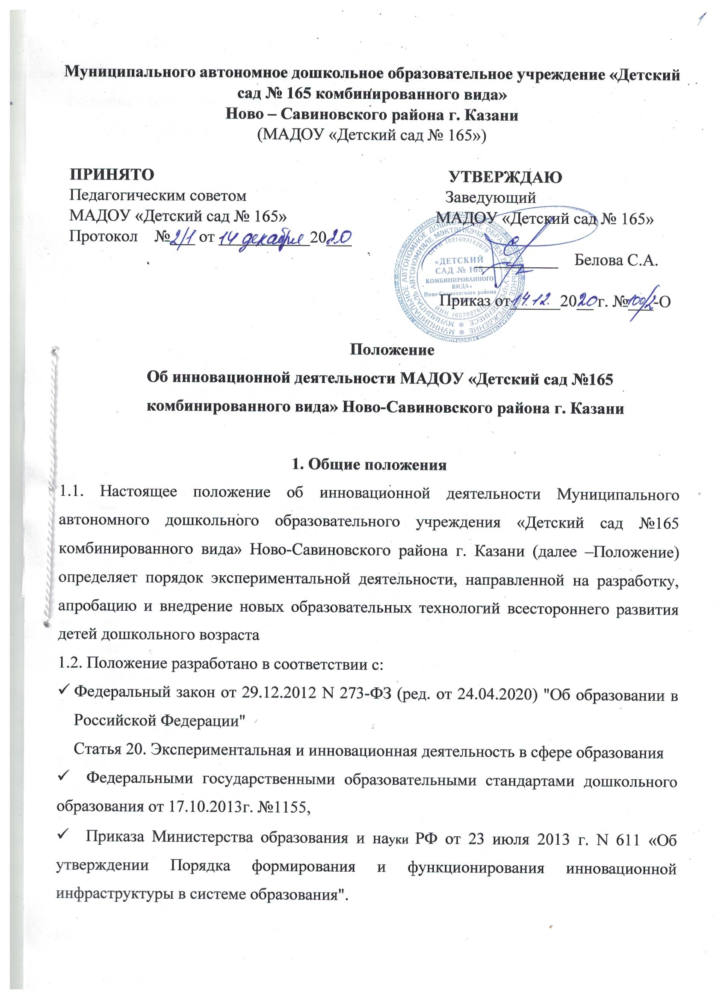 1
Муниципального автономное дошкольное образовательное учреждение «Детский
сад № 165 комбинированного вида»
Ново – Савиновского района г. Казани
(МАДОУ «Детский сад № 165»)
ПРИНЯТО
Педагогическим советом
МАДОУ «Детский сад № 165»
Протокол №2/1 от 14 декабря 2020
УТВЕРЖДАЮ
Заведующий
МАДОУ «Детский сад № 165»
Белова С.А.
Приказ от 14.12. 2020 г. №100/2-О
МУНИЦИПАЛЬНОЕ АВТОНОМНОЕ ДОШКОЛЬНОЕ ОБРАЗОВАТЕЛЬНОЕ УЧРЕЖДЕНИЕ
ОГРН 1021603142670
«ДЕТСКИЙ
САД № 165
КОМБИНИРОВАННОГО
ВИДА»
Ново-Савиновского района
Положение
Об инновационной деятельности МАДОУ «Детский сад №165
комбинированного вида» Ново-Савиновского района г. Казани
1. Общие положения
1.1. Настоящее положение об инновационной деятельности Муниципального
автономного дошкольного образовательного учреждения «Детский сад №165
комбинированного вида» Ново-Савиновского района г. Казани (далее –Положение)
определяет порядок экспериментальной деятельности, направленной на разработку,
апробацию и внедрение новых образовательных технологий всестороннего развития
детей дошкольного возраста
1.2. Положение разработано в соответствии с:
✓ Федеральный закон от 29.12.2012 N 273-ФЗ (ред. от 24.04.2020) "Об образовании в
Российской Федерации"
Статья 20. Экспериментальная и инновационная деятельность в сфере образования
✓ Федеральными государственными образовательными стандартами дошкольного
образования от 17.10.2013г. №1155,
✓ Приказа Министерства образования и науки РФ от 23 июля 2013 г. N 611 «Об
утверждении Порядка формирования и функционирования инновационной
инфраструктуры в системе образования".